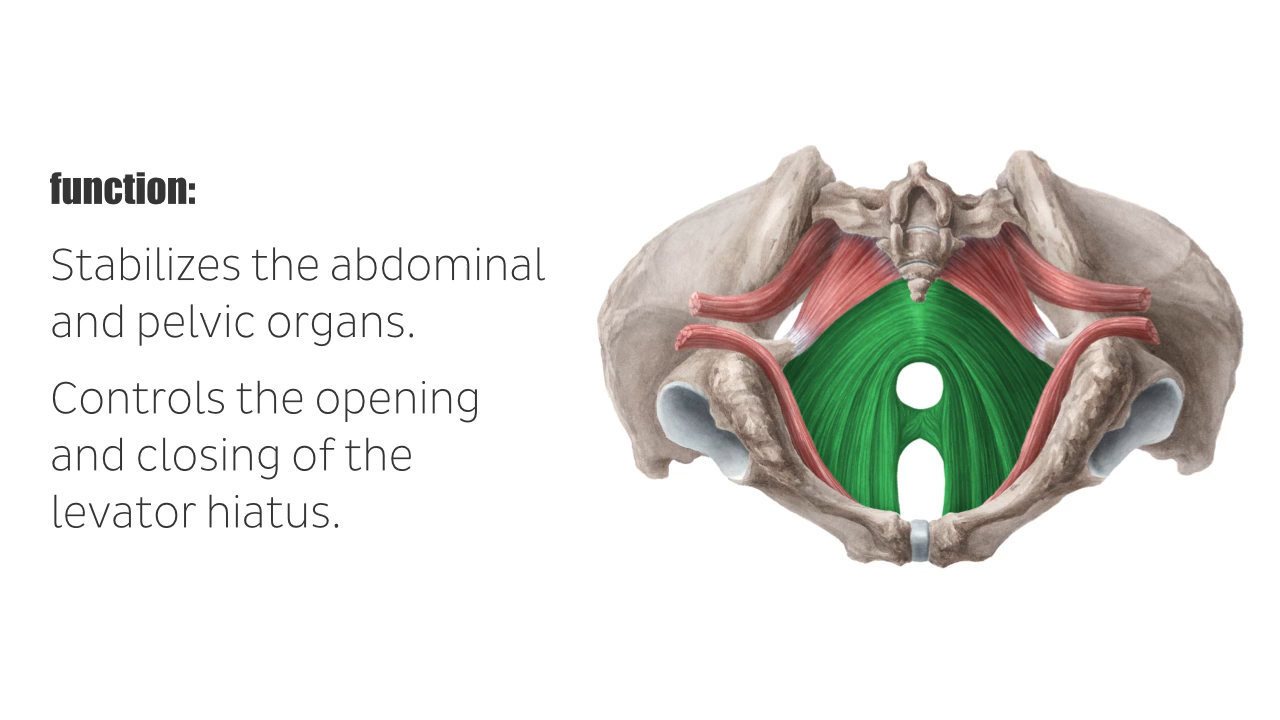 function:
Stabilizes the abdominal
and pelvic organs.
Controls the opening
and closing of the
levator hiatus.